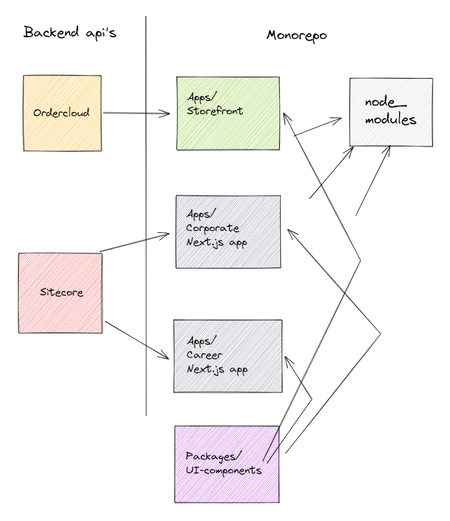 Backend api's
Monorepo
Ordercloud
Apps/
Storefront
node_
modules
Apps/
Corporate
Next.js app
Sitecore
Apps/
Career
Next.js app
Packages/
UI-components